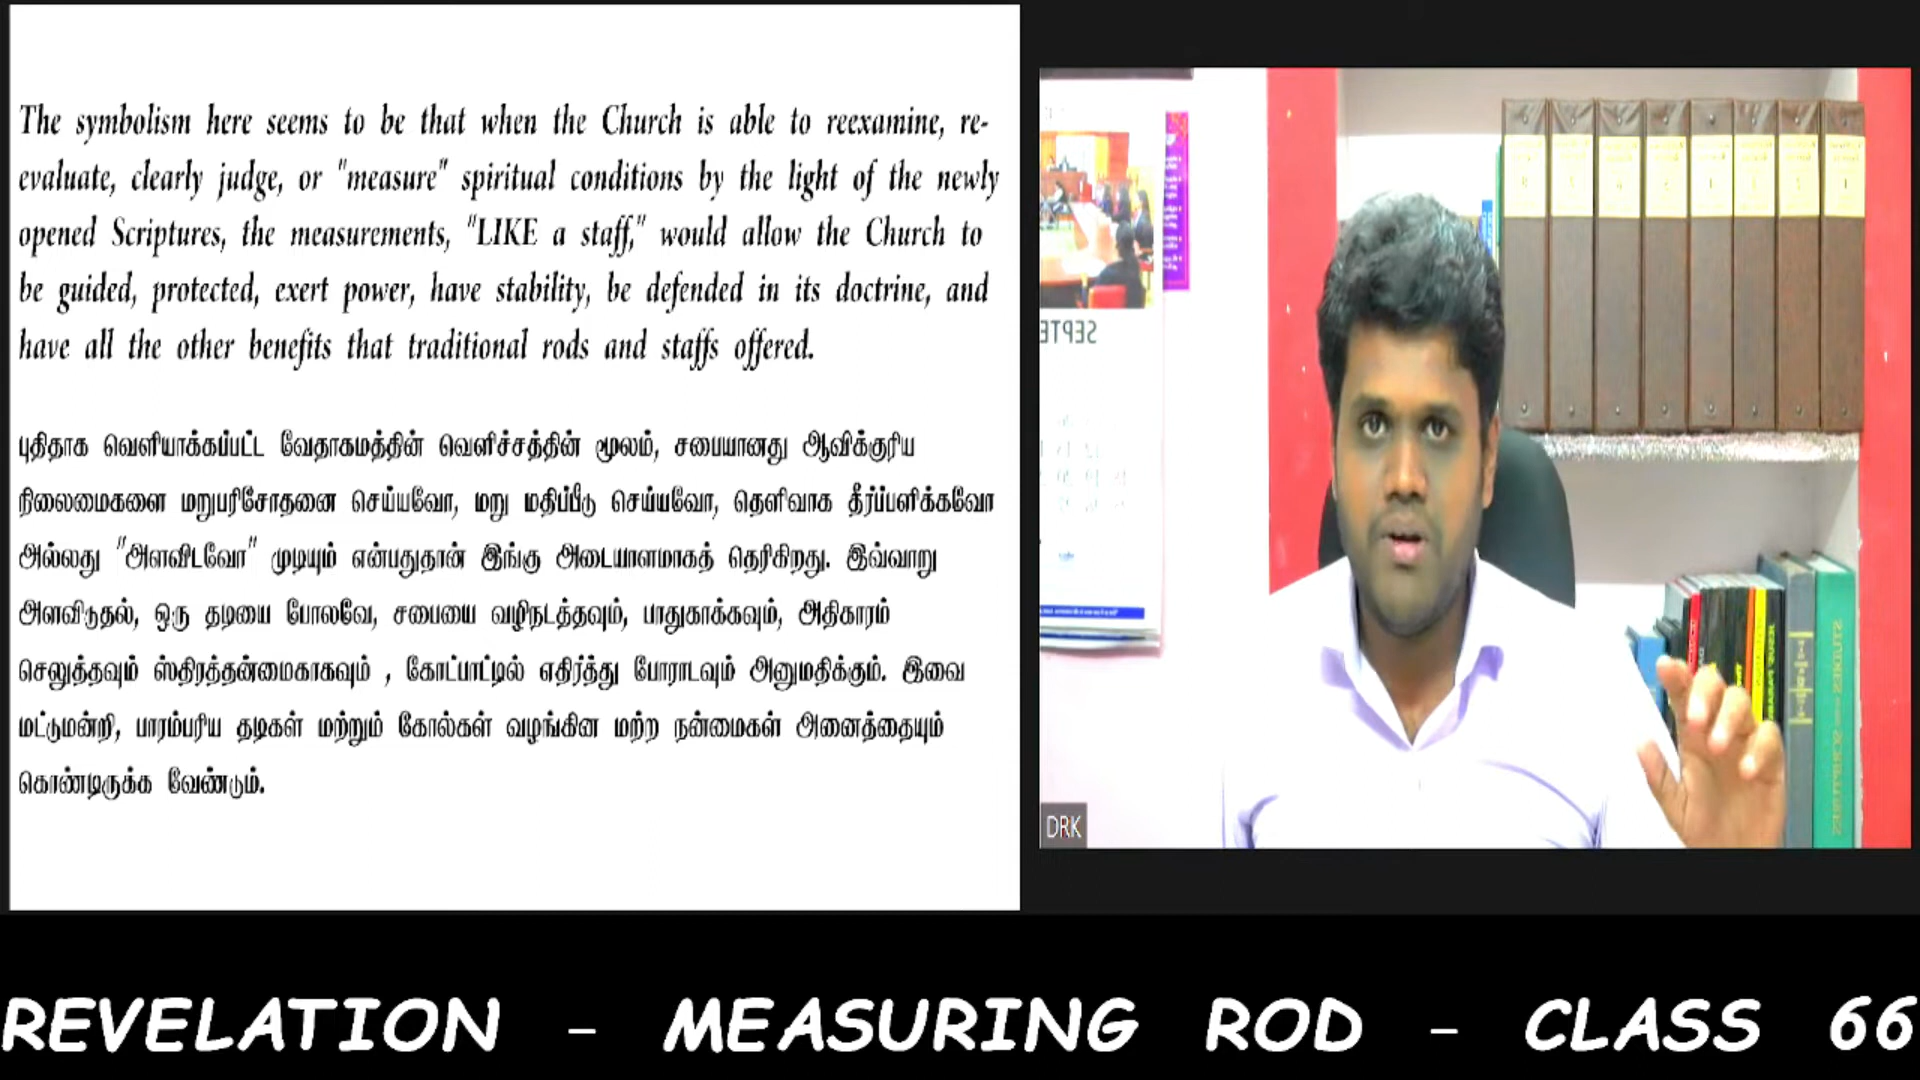 The symbolism here seems to be that when the Church is able to reexamine, re-
evaluate, clearly judge, or "measure" spiritual conditions by the light of the newly
opened Scriptures, the measurements, "LIKE a staff," would allow the Church to
be guided, protected, exert power, have stability, be defended in its doctrine, and
have all the other benefits that traditional rods and staffs offered.
புதிதாக வெளியாக்கப்பட்ட வேதாகமத்தின் வெளிச்சத்தின் மூலம், சபையானது ஆவிக்குரிய
நிலைமைகளை மறுபரிசோதனை செய்யவோ, மறு மதிப்பீடு செய்யவோ, தெளிவாக தீர்ப்பளிக்கவோ
அல்லது "அளவிடவோ" முடியும் என்பதுதான் இங்கு அடையாளமாகத் தெரிகிறது. இவ்வாறு
அளவிடுதல், ஒரு தடியை போலவே, சபையை வழிநடத்தவும், பாதுகாக்கவும், அதிகாரம்
செலுத்தவும் ஸ்திரத்தன்மைகாகவும் , கோட்பாட்டில் எதிர்த்து போராடவும் அனுமதிக்கும். இவை
மட்டுமன்றி, பாரம்பரிய தடிகள் மற்றும் கோல்கள் வழங்கின மற்ற நன்மைகள் அனைத்தையும்
கொண்டிருக்க வேண்டும்.
SEPTE
DRK
REVELATION - MEASURING ROD - CLASS 66